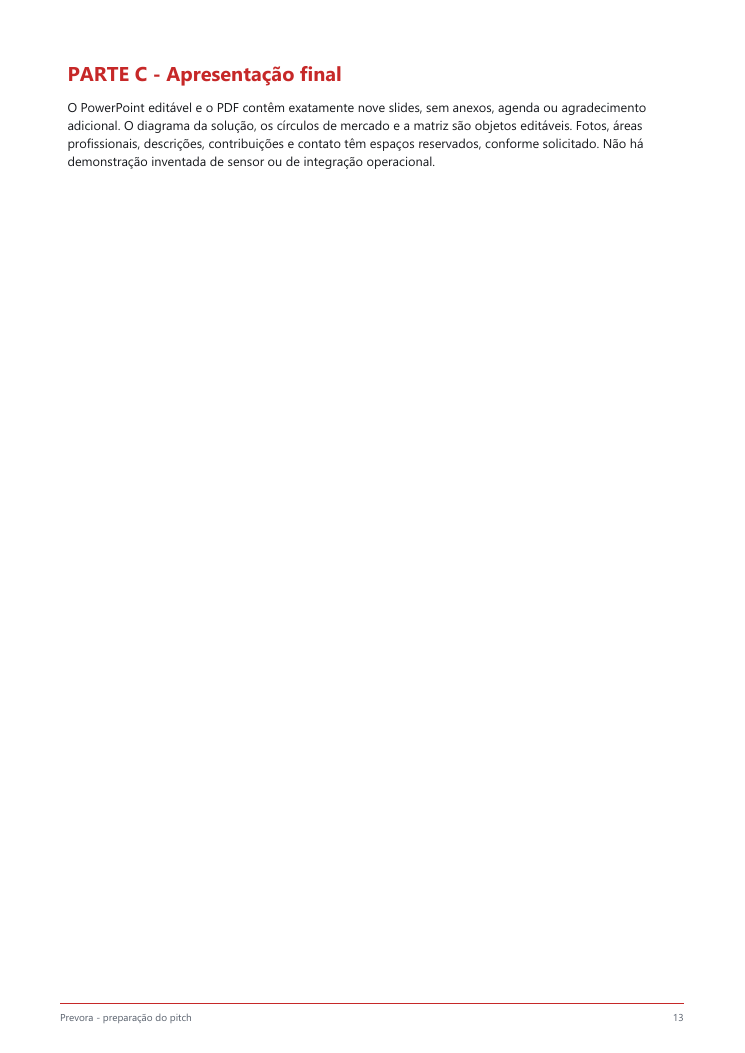 PARTE C - Apresentação final
O PowerPoint editável e o PDF contêm exatamente nove slides, sem anexos, agenda ou agradecimento
adicional. O diagrama da solução, os círculos de mercado e a matriz são objetos editáveis. Fotos, áreas
profissionais, descrições, contribuições e contato têm espaços reservados, conforme solicitado. Não há
demonstração inventada de sensor ou de integração operacional.
Prevora - preparação do pitch
13